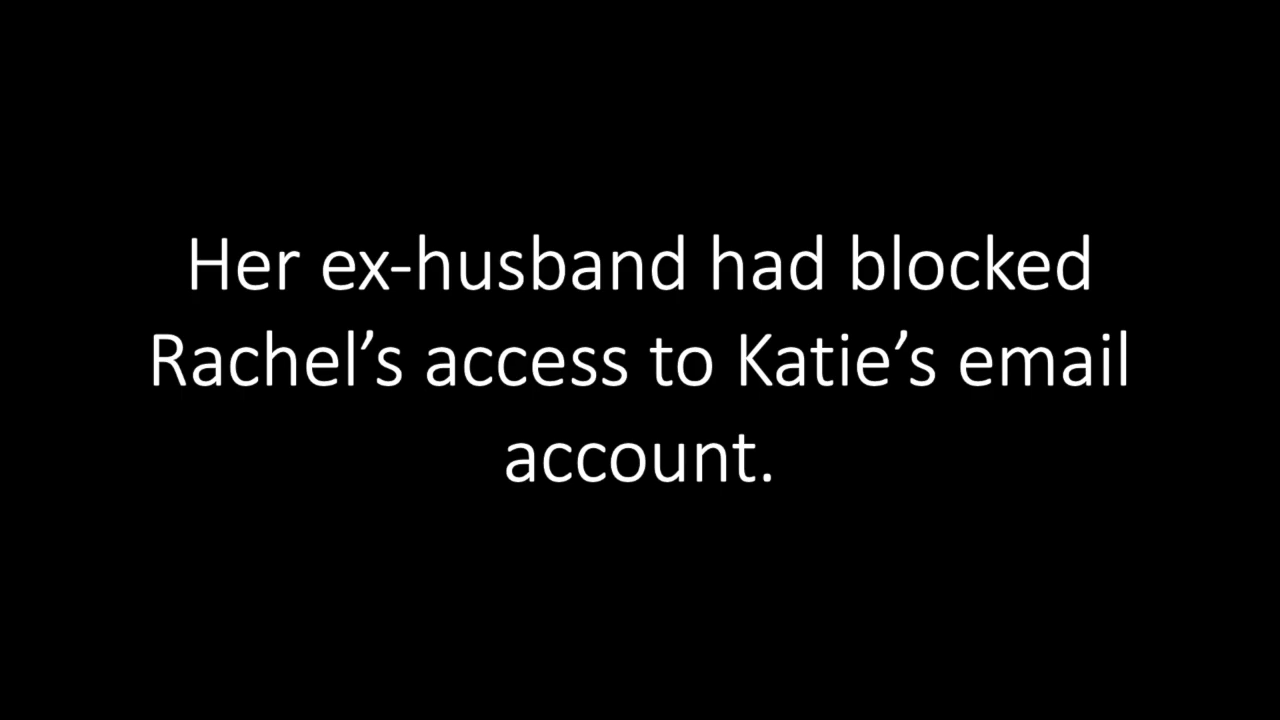 Her ex-husband had blocked
Rachel’s access to Katie’s email
account.